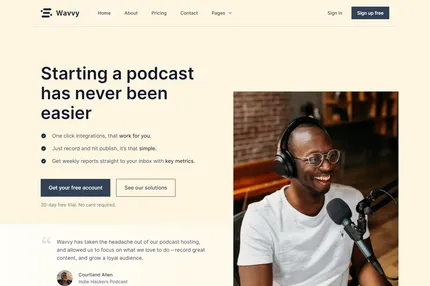 Wavvy
Home About Pricing Contact Pages
Sign in Sign up free
Starting a podcast
has never been
easier
One click integrations, that work for you.
Just record and hit publish, it's that simple.
Get weekly reports straight to your inbox with key metrics.
Get your free account See our solutions
30-day free trial. No card required.
“ Wavvy has taken the headache out of our podcast hosting,
and allowed us to focus on what we love to do – record great
content, and grow a loyal audience.
Courtland Allen
Indie Hackers Podcast